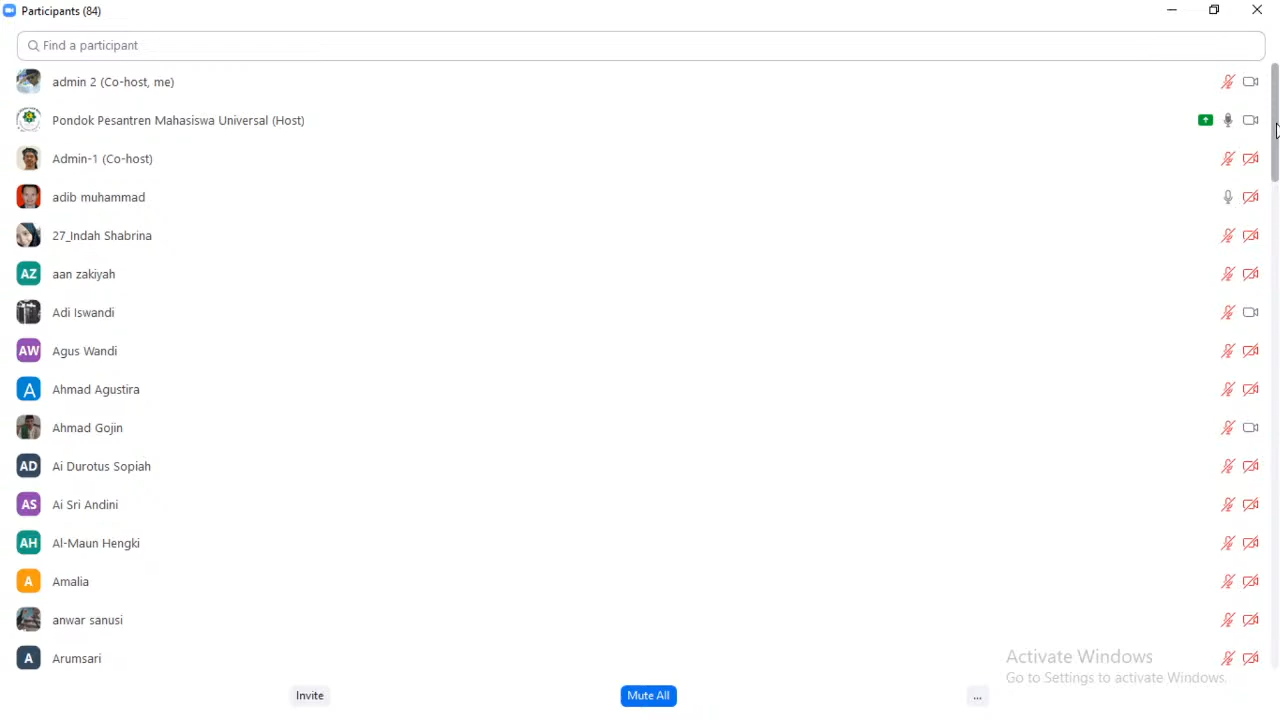 Participants (84)
Find a participant
admin 2 (Co-host, me)
Pondok Pesantren Mahasiswa Universal (Host)
Admin-1 (Co-host)
adib muhammad
27_Indah Shabrina
AZ aan zakiyah
Adi Iswandi
AW Agus Wandi
A Ahmad Agustira
Ahmad Gojin
AD Ai Durotus Sopiah
AS Ai Sri Andini
AH Al-Maun Hengki
A Amalia
anwar sanusi
A Arumsari
Activate Windows
Go to Settings to activate Windows.
Invite
Mute All
...